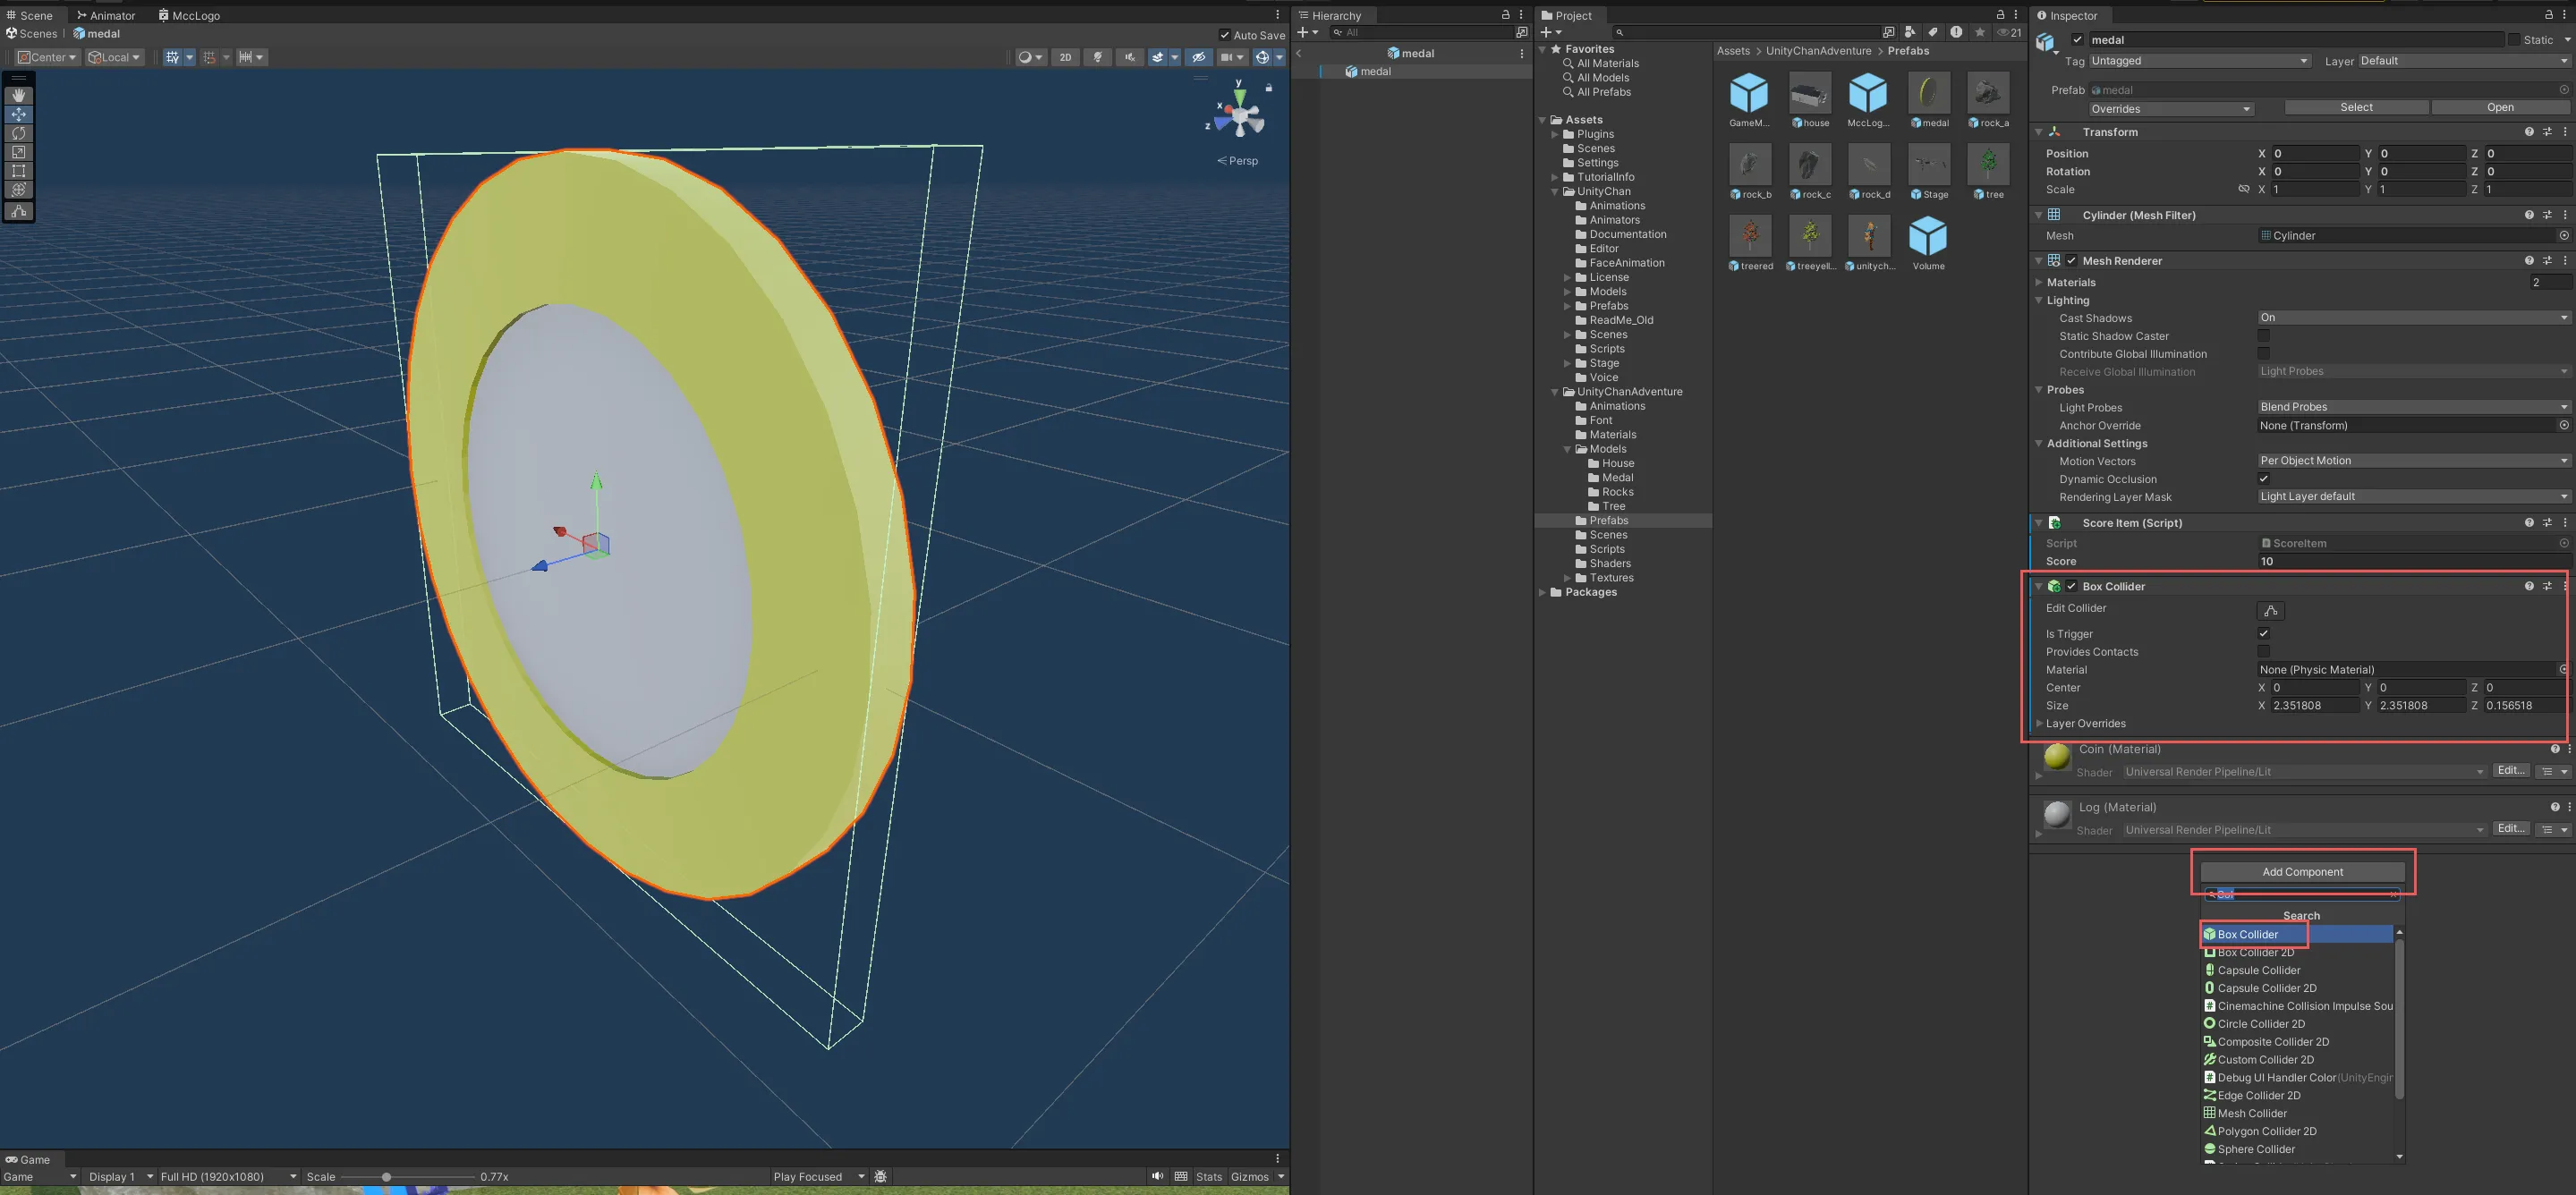 Scene
Animator
MccLogo
Scenes
medal
Auto Save
Center
Local
2D
y
x
z
Persp
Game
Game
Display 1
Full HD (1920x1080)
Scale
0.77x
Play Focused
Stats
Gizmos
Hierarchy
All
medal
medal
Project
21
Favorites
All Materials
All Models
All Prefabs
Assets
Plugins
Scenes
Settings
TutorialInfo
UnityChan
Animations
Animators
Documentation
Editor
FaceAnimation
License
Models
Prefabs
ReadMe_Old
Scenes
Scripts
Stage
Voice
UnityChanAdventure
Animations
Font
Materials
Models
House
Medal
Rocks
Tree
Prefabs
Scenes
Scripts
Shaders
Textures
Packages
Assets > UnityChanAdventure > Prefabs
GameM... house MccLog... medal rock_a
rock_b rock_c rock_d Stage tree
treered treeyell... unitych... Volume
Inspector
medal
Static
Tag Untagged Layer Default
Prefab medal
Overrides Select Open
Transform
Position X 0 Y 0 Z 0
Rotation X 0 Y 0 Z 0
Scale X 1 Y 1 Z 1
Cylinder (Mesh Filter)
Mesh Cylinder
Mesh Renderer
Materials 2
Lighting
Cast Shadows On
Static Shadow Caster
Contribute Global Illumination
Receive Global Illumination Light Probes
Probes
Light Probes Blend Probes
Anchor Override None (Transform)
Additional Settings
Motion Vectors Per Object Motion
Dynamic Occlusion
Rendering Layer Mask Light Layer default
Score Item (Script)
Script ScoreItem
Score 10
Box Collider
Edit Collider
Is Trigger
Provides Contacts
Material None (Physic Material)
Center X 0 Y 0 Z 0
Size X 2.351808 Y 2.351808 Z 0.156518
Layer Overrides
Coin (Material)
Shader Universal Render Pipeline/Lit Edit...
Log (Material)
Shader Universal Render Pipeline/Lit Edit...
Add Component
Search
Box Collider
Box Collider 2D
Capsule Collider
Capsule Collider 2D
Cinemachine Collision Impulse Sou
Circle Collider 2D
Composite Collider 2D
Custom Collider 2D
Debug UI Handler Color (UnityEngir
Edge Collider 2D
Mesh Collider
Polygon Collider 2D
Sphere Collider